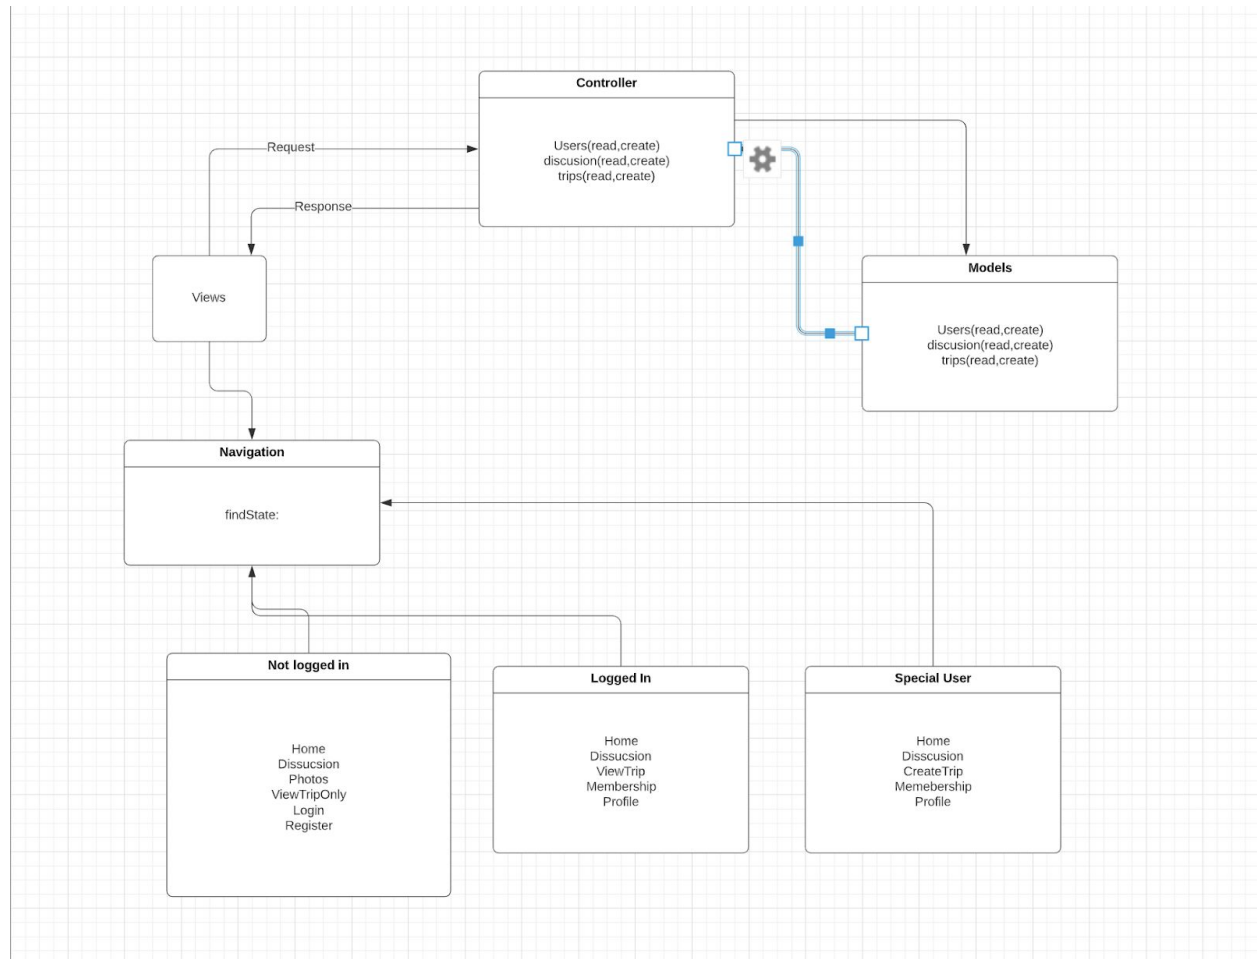 Controller
Users(read,create)
discusion(read,create)
trips(read,create)
Request
Response
Views
Models
Users(read,create)
discusion(read,create)
trips(read,create)
Navigation
findState:
Not logged in
Home
Dissucsion
Photos
ViewTripOnly
Login
Register
Logged In
Home
Dissucsion
ViewTrip
Membership
Profile
Special User
Home
Disscusion
CreateTrip
Memebership
Profile